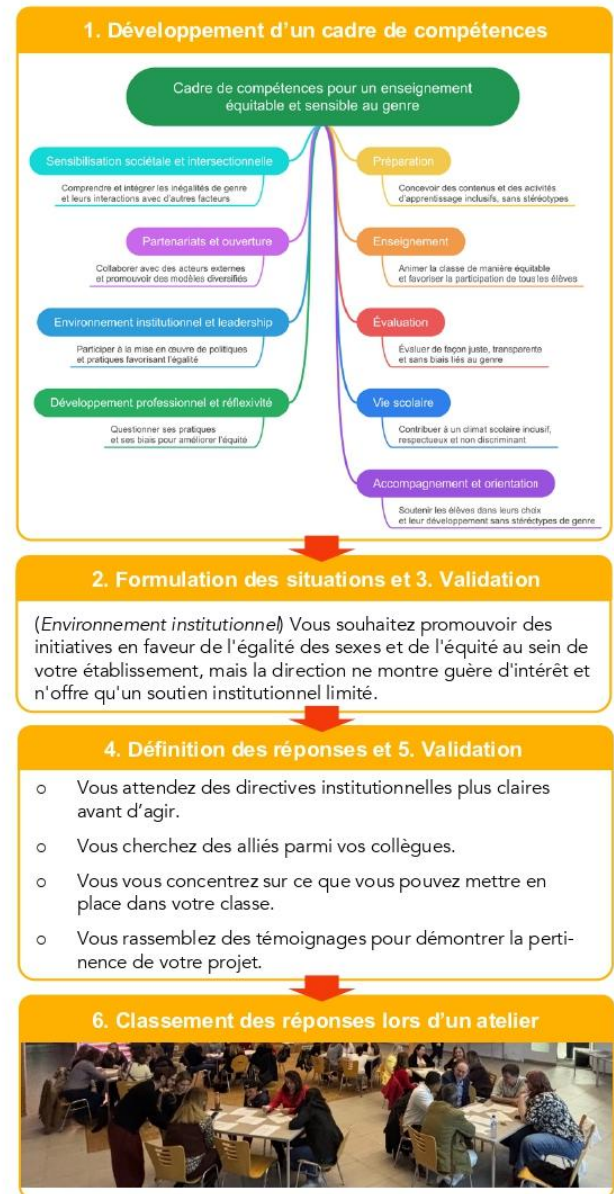 1. Développement d'un cadre de compétences
Cadre de compétences pour un enseignement
équitable et sensible au genre
Sensibilisation sociétale et intersectionnelle
Comprendre et intégrer les inégalités de genre
et leurs interactions avec d'autres facteurs
Partenariats et ouverture
Collaborer avec des acteurs externes
et promouvoir des modèles diversifiés
Environnement institutionnel et leadership
Participer à la mise en œuvre de politiques
et pratiques favorisant l'égalité
Développement professionnel et réflexivité
Questionner ses pratiques
et ses biais pour améliorer l'équité
Préparation
Concevoir des contenus et des activités
d'apprentissage inclusifs, sans stéréotypes
Enseignement
Animer la classe de manière équitable
et favoriser la participation de tous les élèves
Évaluation
Évaluer de façon juste, transparente
et sans biais liés au genre
Vie scolaire
Contribuer à un climat scolaire inclusif,
respectueux et non discriminant
Accompagnement et orientation
Soutenir les élèves dans leurs choix
et leur développement sans stéréotypes de genre
2. Formulation des situations et 3. Validation
(Environnement institutionnel) Vous souhaitez promouvoir des
initiatives en faveur de l'égalité des sexes et de l'équité au sein de
votre établissement, mais la direction ne montre guère d'intérêt et
n'offre qu'un soutien institutionnel limité.
4. Définition des réponses et 5. Validation
o Vous attendez des directives institutionnelles plus claires
avant d'agir.
o Vous cherchez des alliés parmi vos collègues.
o Vous vous concentrez sur ce que vous pouvez mettre en
place dans votre classe.
o Vous rassemblez des témoignages pour démontrer la perti-
nence de votre projet.
6. Classement des réponses lors d'un atelier